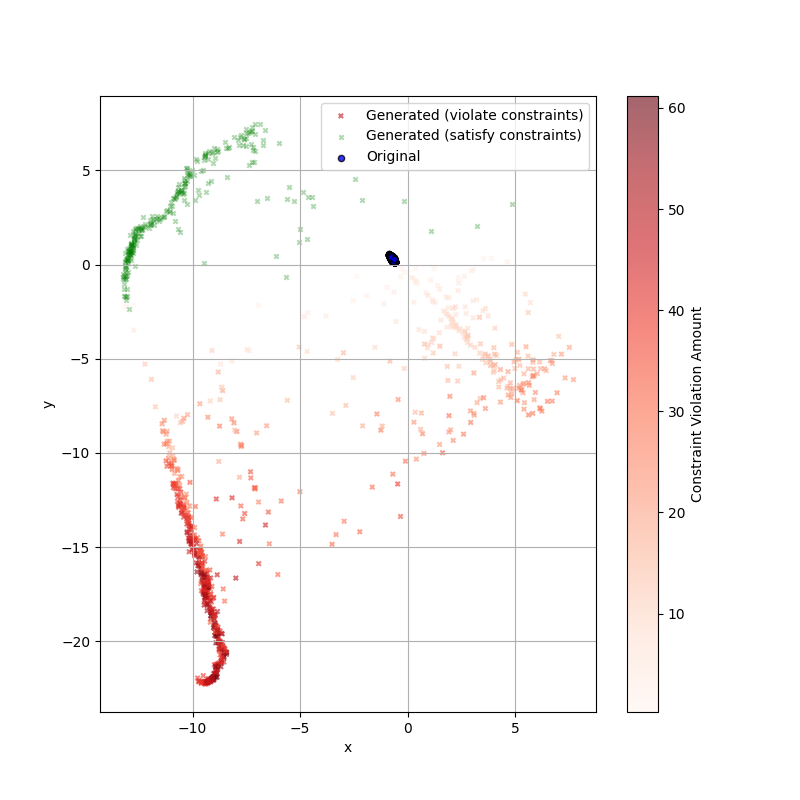 Generated (violate constraints)
Generated (satisfy constraints)
Original
5
0
−5
−10
−15
−20
y
−10
−5
0
5
x
60
50
40
30
20
10
Constraint Violation Amount